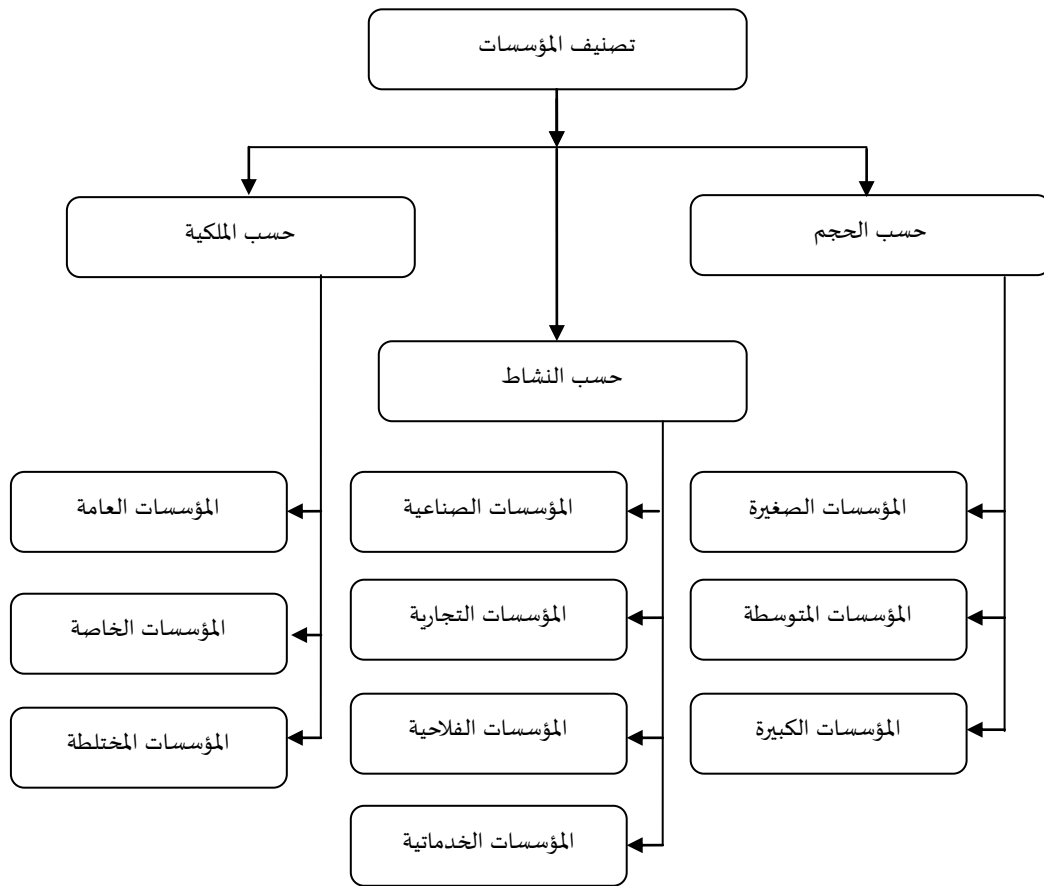 تصنيف المؤسسات
حسب الحجم
حسب الملكية
حسب النشاط
المؤسسات الصغيرة
المؤسسات الصناعية
المؤسسات العامة
المؤسسات المتوسطة
المؤسسات التجارية
المؤسسات الخاصة
المؤسسات الكبيرة
المؤسسات الفلاحية
المؤسسات المختلطة
المؤسسات الخدماتية